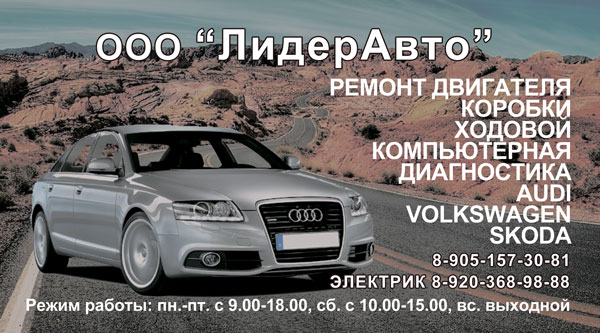 ООО “ЛидерАвто”
РЕМОНТ ДВИГАТЕЛЯ
КОРОБКИ
ХОДОВОЙ
КОМПЬЮТЕРНАЯ
ДИАГНОСТИКА
AUDI
VOLKSWAGEN
SKODA
8-905-157-30-81
ЭЛЕКТРИК 8-920-368-98-88
Режим работы: пн.-пт. с 9.00-18.00, сб. с 10.00-15.00, вс. выходной